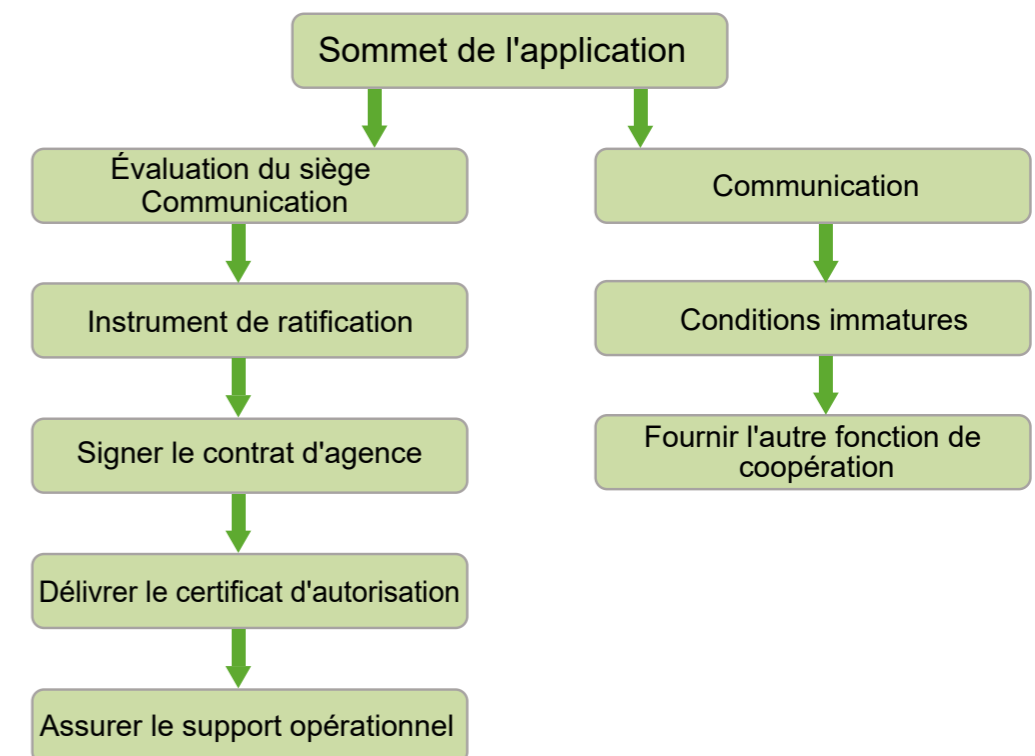 Sommet de l'application
Évaluation du siège
Communication
Instrument de ratification
Signer le contrat d'agence
Délivrer le certificat d'autorisation
Assurer le support opérationnel
Communication
Conditions immatures
Fournir l'autre fonction de
coopération